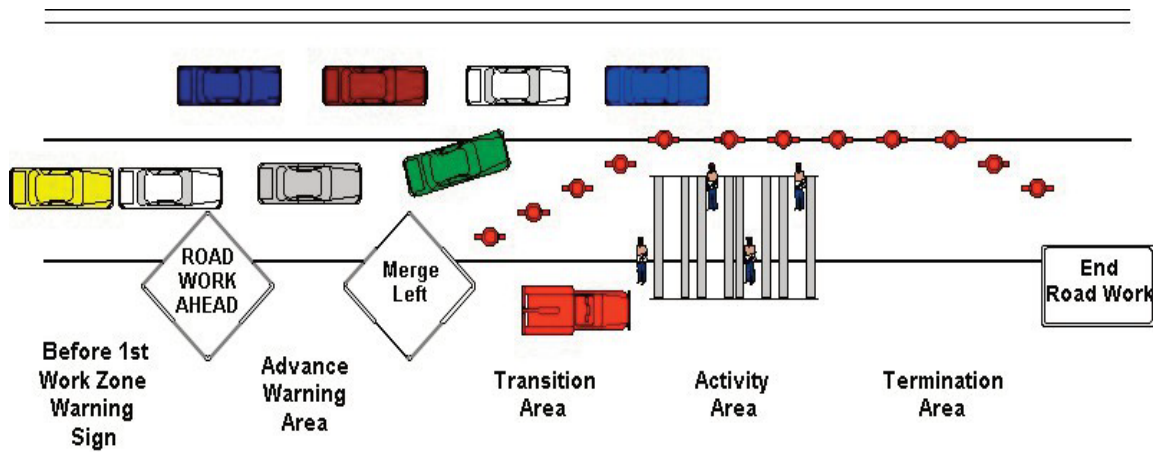 ROAD
WORK
AHEAD
Merge
Left
End
Road Work
Before 1st
Work Zone
Warning
Sign
Advance
Warning
Area
Transition
Area
Activity
Area
Termination
Area